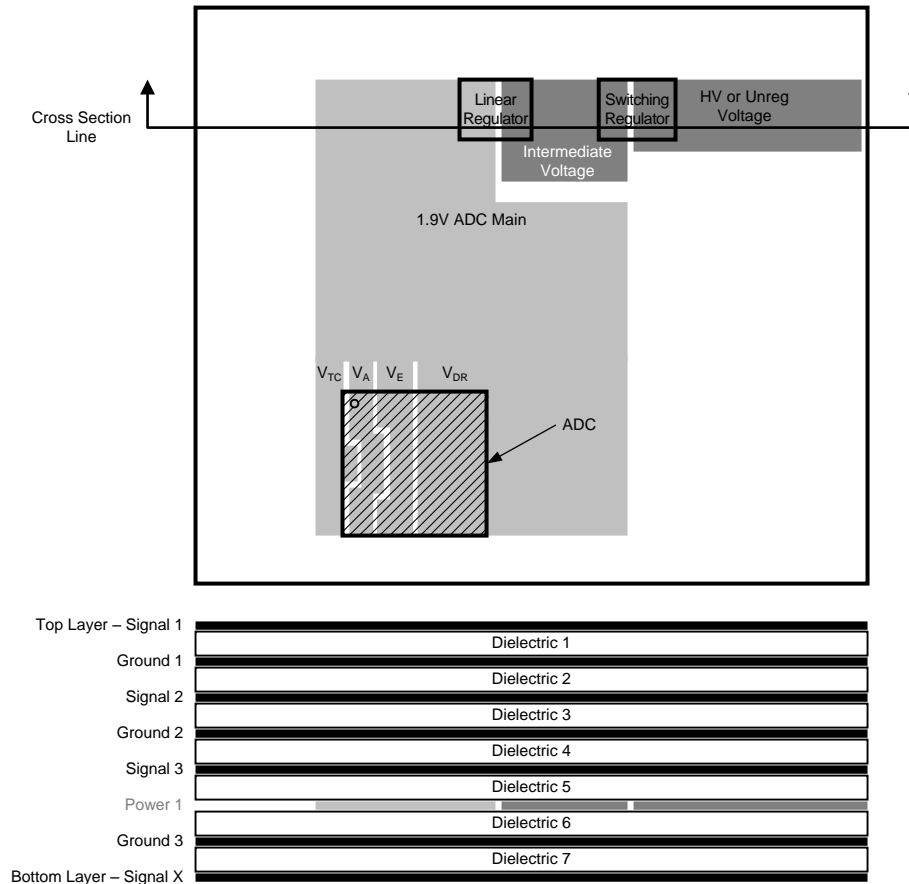 Linear
Regulator
Switching
Regulator
HV or Unreg
Voltage
Cross Section
Line
Intermediate
Voltage
1.9V ADC Main
VTC VA VE VDR
ADC
Top Layer – Signal 1
Dielectric 1
Ground 1
Dielectric 2
Signal 2
Dielectric 3
Ground 2
Dielectric 4
Signal 3
Dielectric 5
Power 1
Dielectric 6
Ground 3
Dielectric 7
Bottom Layer – Signal X